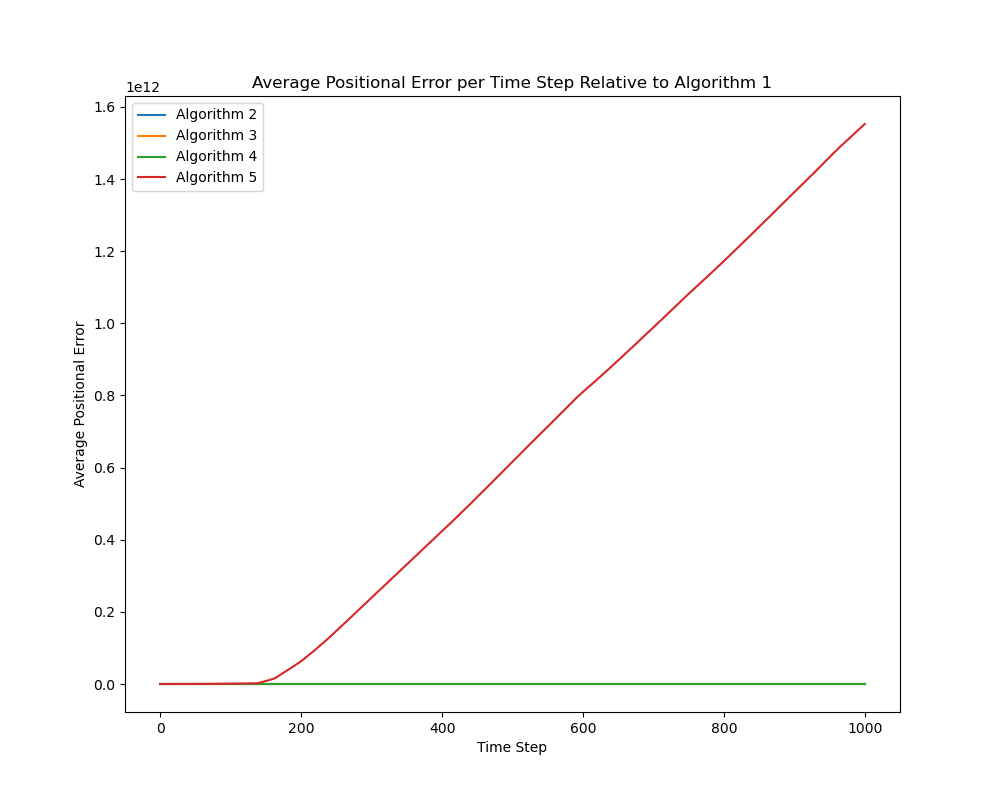 Average Positional Error per Time Step Relative to Algorithm 1
1e12
Algorithm 2
Algorithm 3
Algorithm 4
Algorithm 5
1.6
1.4
1.2
1.0
0.8
0.6
0.4
0.2
0.0
Average Positional Error
0 200 400 600 800 1000
Time Step